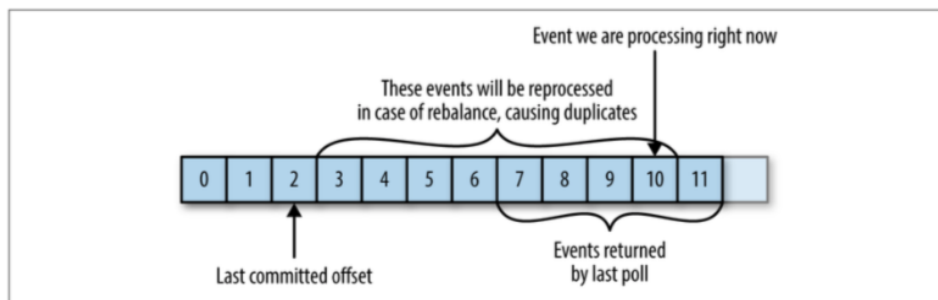 Event we are processing right now
These events will be reprocessed
in case of rebalance, causing duplicates
0 1 2 3 4 5 6 7 8 9 10 11
Last committed offset
Events returned
by last poll